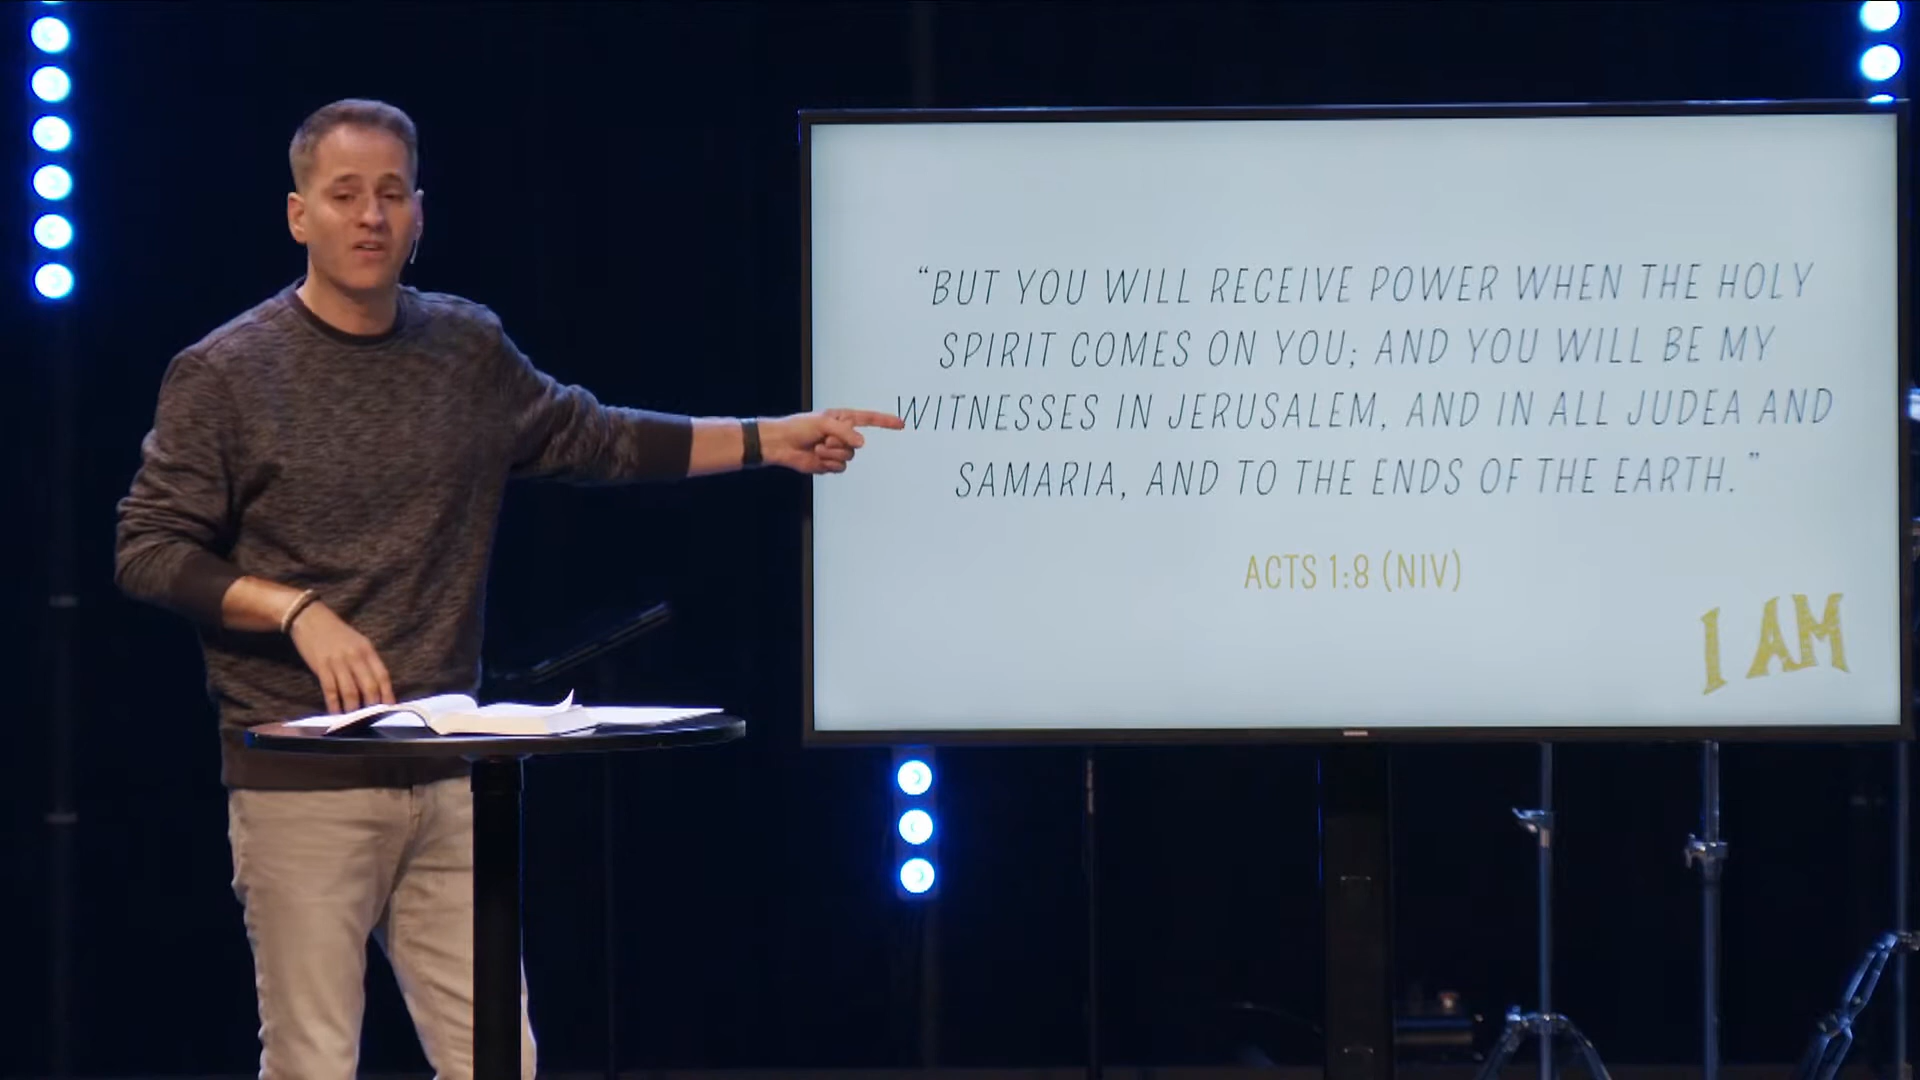 “BUT YOU WILL RECEIVE POWER WHEN THE HOLY
SPIRIT COMES ON YOU; AND YOU WILL BE MY
WITNESSES IN JERUSALEM, AND IN ALL JUDEA AND
SAMARIA, AND TO THE ENDS OF THE EARTH.”
ACTS 1:8 (NIV)
I AM